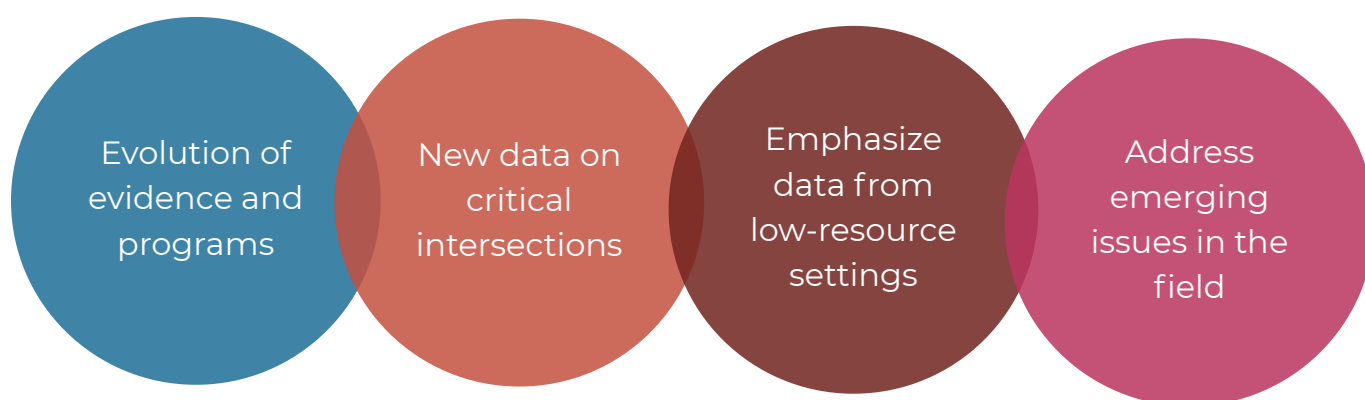 Evolution of
evidence and
programs
New data on
critical
intersections
Emphasize
data from
low-resource
settings
Address
emerging
issues in the
field